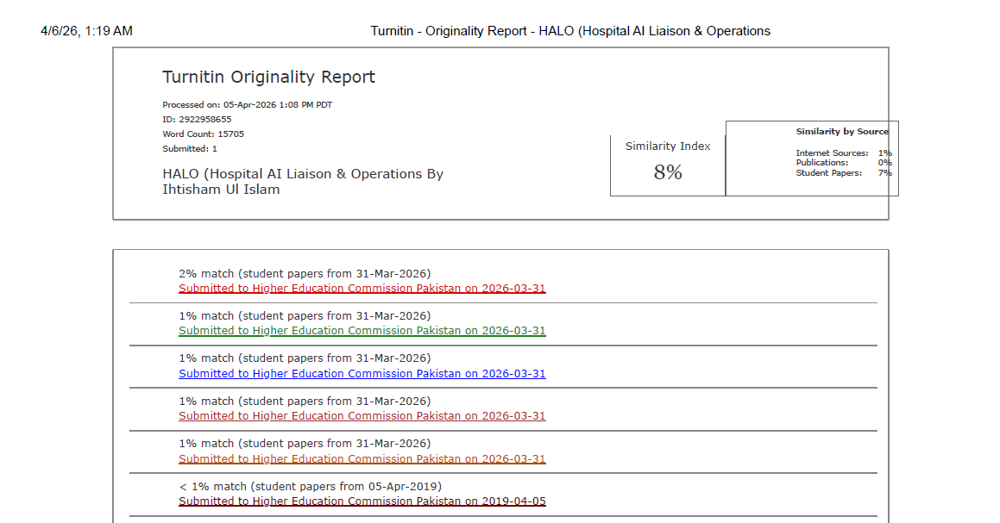 4/6/26, 1:19 AM
Turnitin - Originality Report - HALO (Hospital AI Liaison & Operations
Turnitin Originality Report
Processed on: 05-Apr-2026 1:08 PM PDT
ID: 2922958655
Word Count: 15705
Submitted: 1
HALO (Hospital AI Liaison & Operations By
Ihtisham Ul Islam
Similarity Index
8%
Similarity by Source
Internet Sources: 1%
Publications: 0%
Student Papers: 7%
2% match (student papers from 31-Mar-2026)
Submitted to Higher Education Commission Pakistan on 2026-03-31
1% match (student papers from 31-Mar-2026)
Submitted to Higher Education Commission Pakistan on 2026-03-31
1% match (student papers from 31-Mar-2026)
Submitted to Higher Education Commission Pakistan on 2026-03-31
1% match (student papers from 31-Mar-2026)
Submitted to Higher Education Commission Pakistan on 2026-03-31
1% match (student papers from 31-Mar-2026)
Submitted to Higher Education Commission Pakistan on 2026-03-31
< 1% match (student papers from 05-Apr-2019)
Submitted to Higher Education Commission Pakistan on 2019-04-05